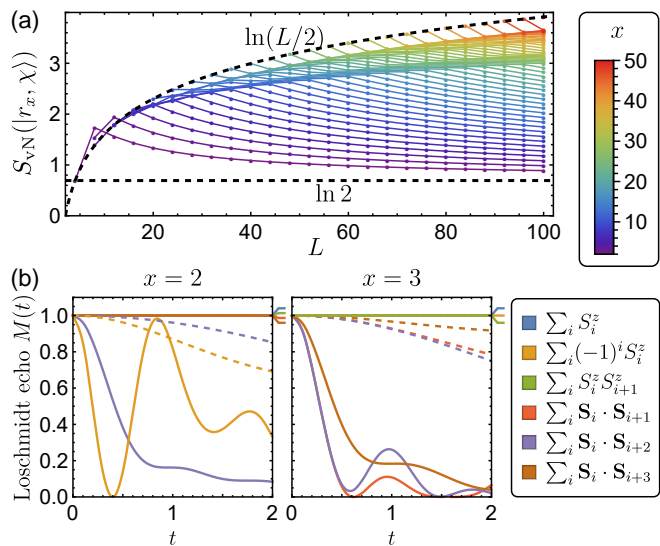 (a)
S_vN(|r_x, χ⟩)
3
2
1
0
ln(L/2)
ln 2
20
40
60
80
100
L
x
50
40
30
20
10
(b)
x = 2
x = 3
Loschmidt echo M(t)
1.0
0.8
0.6
0.4
0.2
0.0
0
1
2
t
0
1
2
t
∑_i S_i^z
∑_i (-1)^i S_i^z
∑_i S_i^z S_{i+1}^z
∑_i 𝐒_i · 𝐒_{i+1}
∑_i 𝐒_i · 𝐒_{i+2}
∑_i 𝐒_i · 𝐒_{i+3}